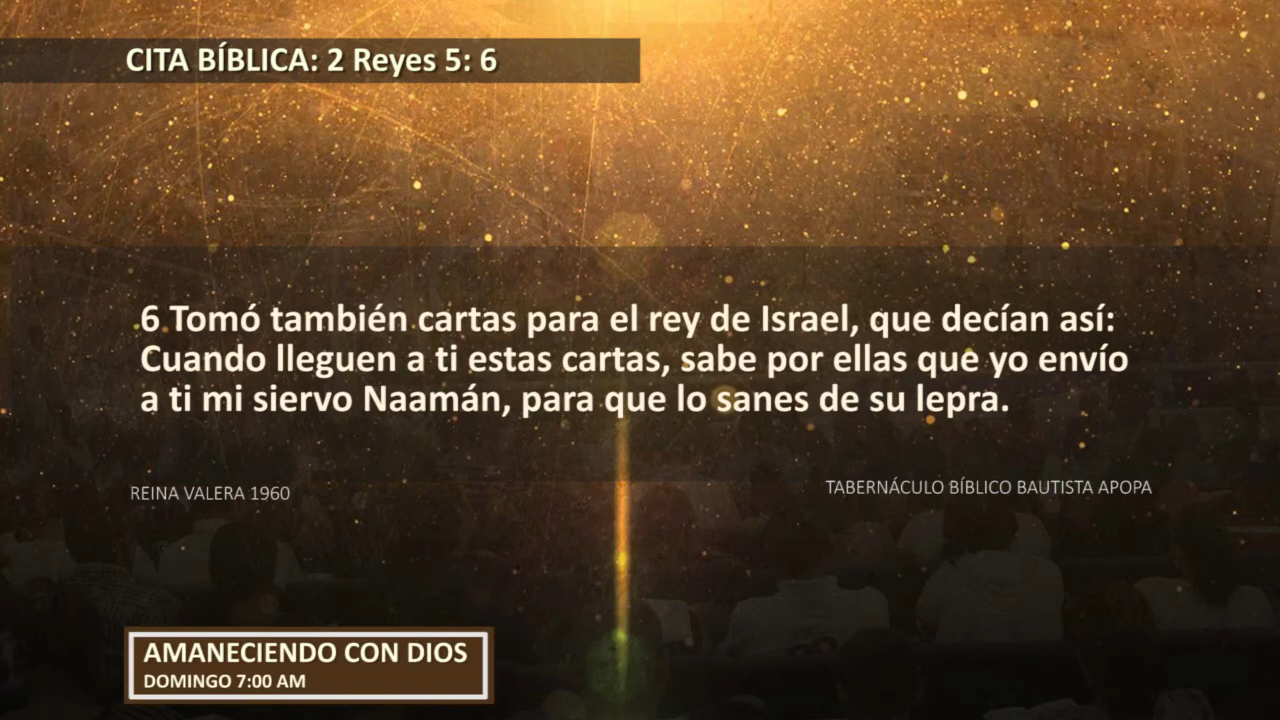 CITA BÍBLICA: 2 Reyes 5: 6
6 Tomó también cartas para el rey de Israel, que decían así:
Cuando lleguen a ti estas cartas, sabe por ellas que yo envío
a ti mi siervo Naamán, para que lo sanes de su lepra.
REINA VALERA 1960
TABERNÁCULO BÍBLICO BAUTISTA APOPA
AMANECIENDO CON DIOS
DOMINGO 7:00 AM